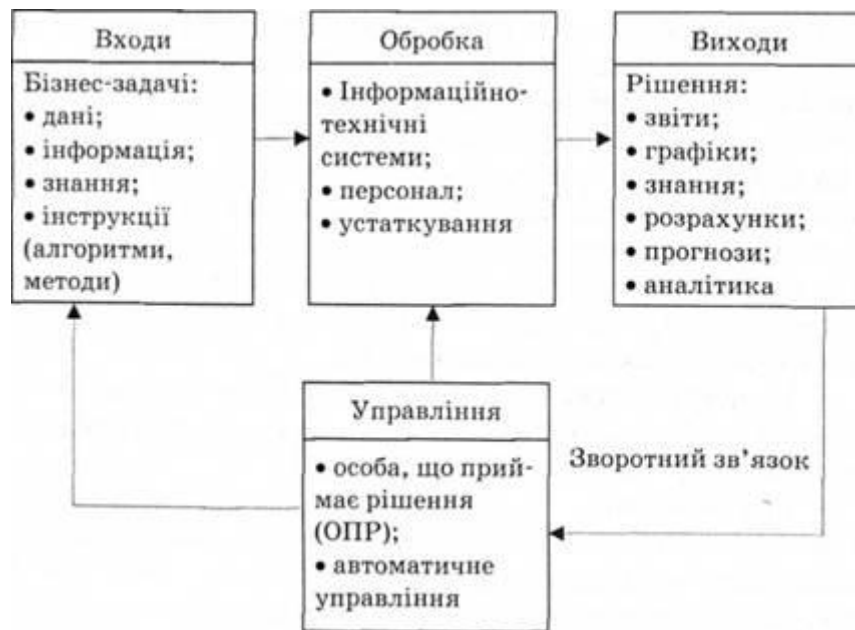 Входи
Бізнес-задачі:
• дані;
• інформація;
• знання;
• інструкції
(алгоритми,
методи)
Обробка
• Інформаційно-
технічні
системи;
• персонал;
• устаткування
Виходи
Рішення:
• звіти;
• графіки;
• знання;
• розрахунки;
• прогнози;
• аналітика
Управління
• особа, що прий-
має рішення
(ОПР);
• автоматичне
управління
Зворотний зв’язок